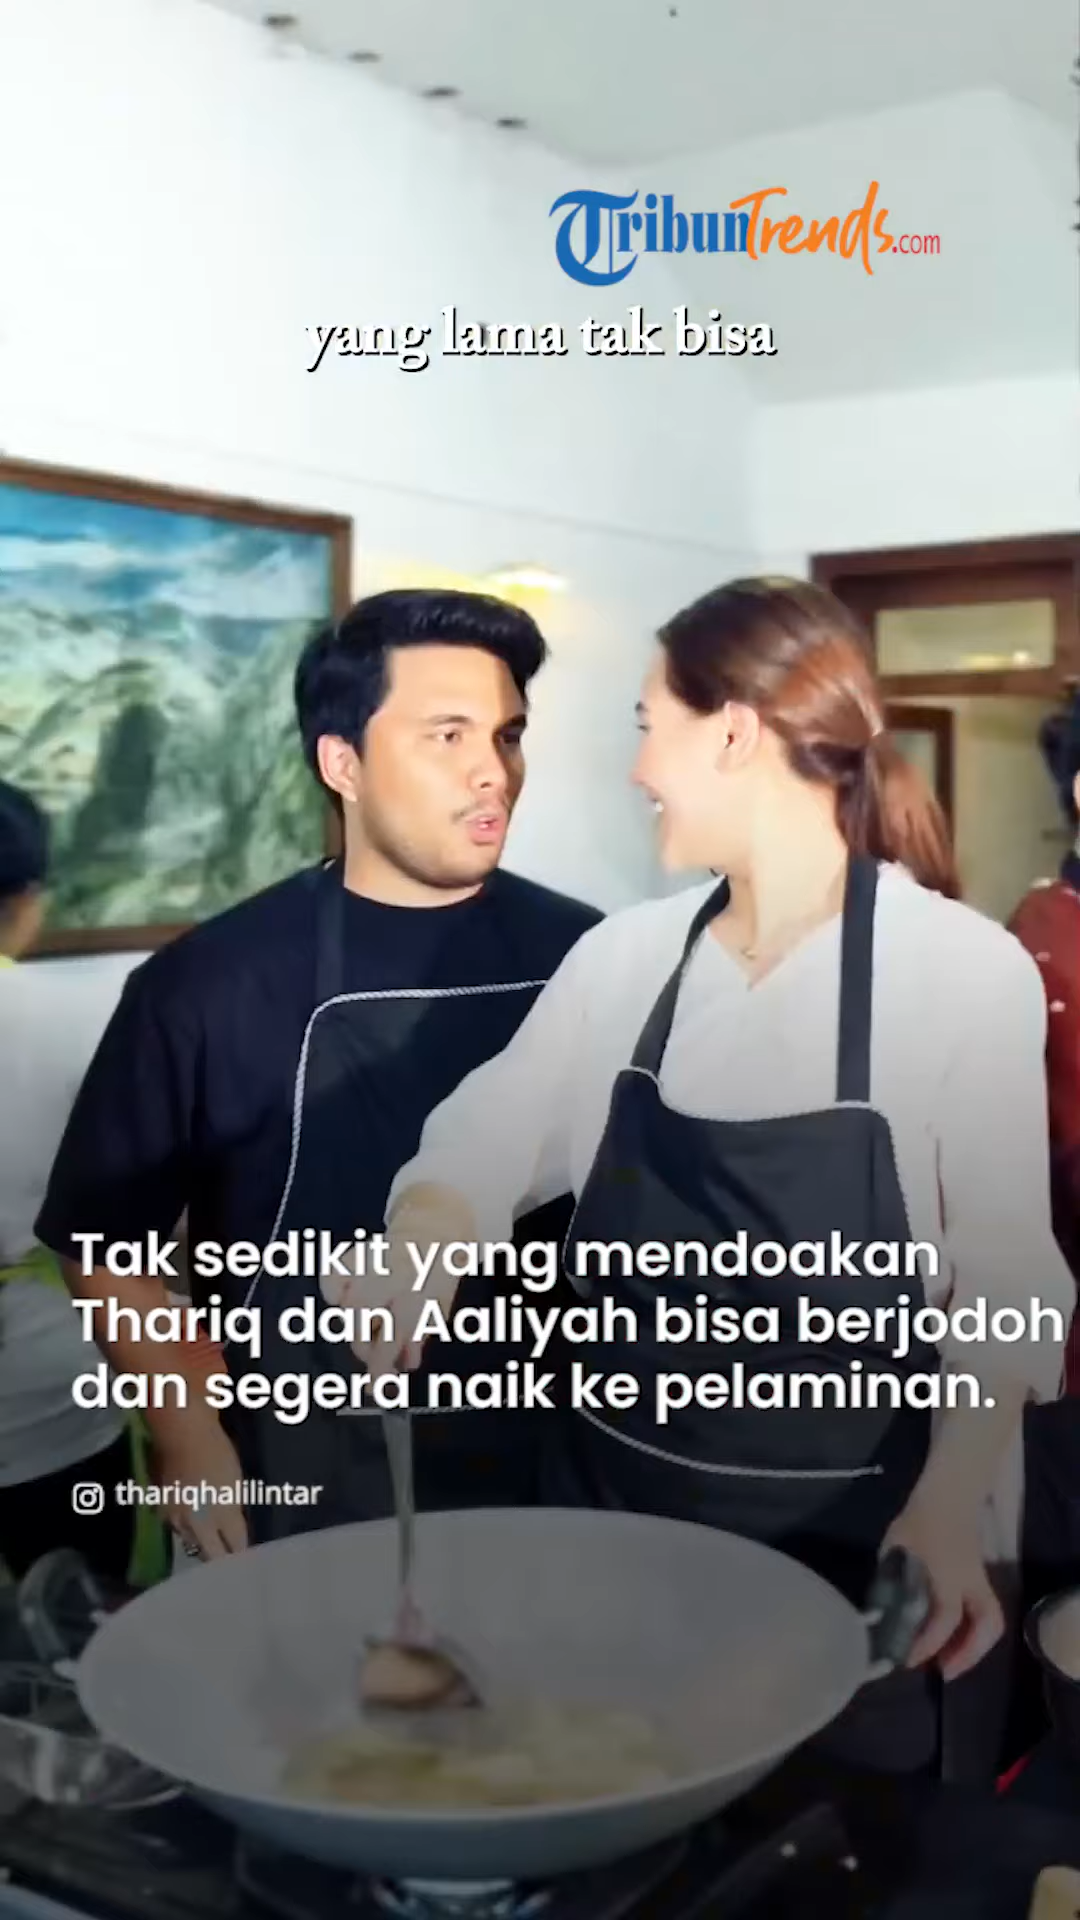 TribunTrends.com
yang lama tak bisa
Tak sedikit yang mendoakan
Thariq dan Aaliyah bisa berjodoh
dan segera naik ke pelaminan.
thariqhalilintar